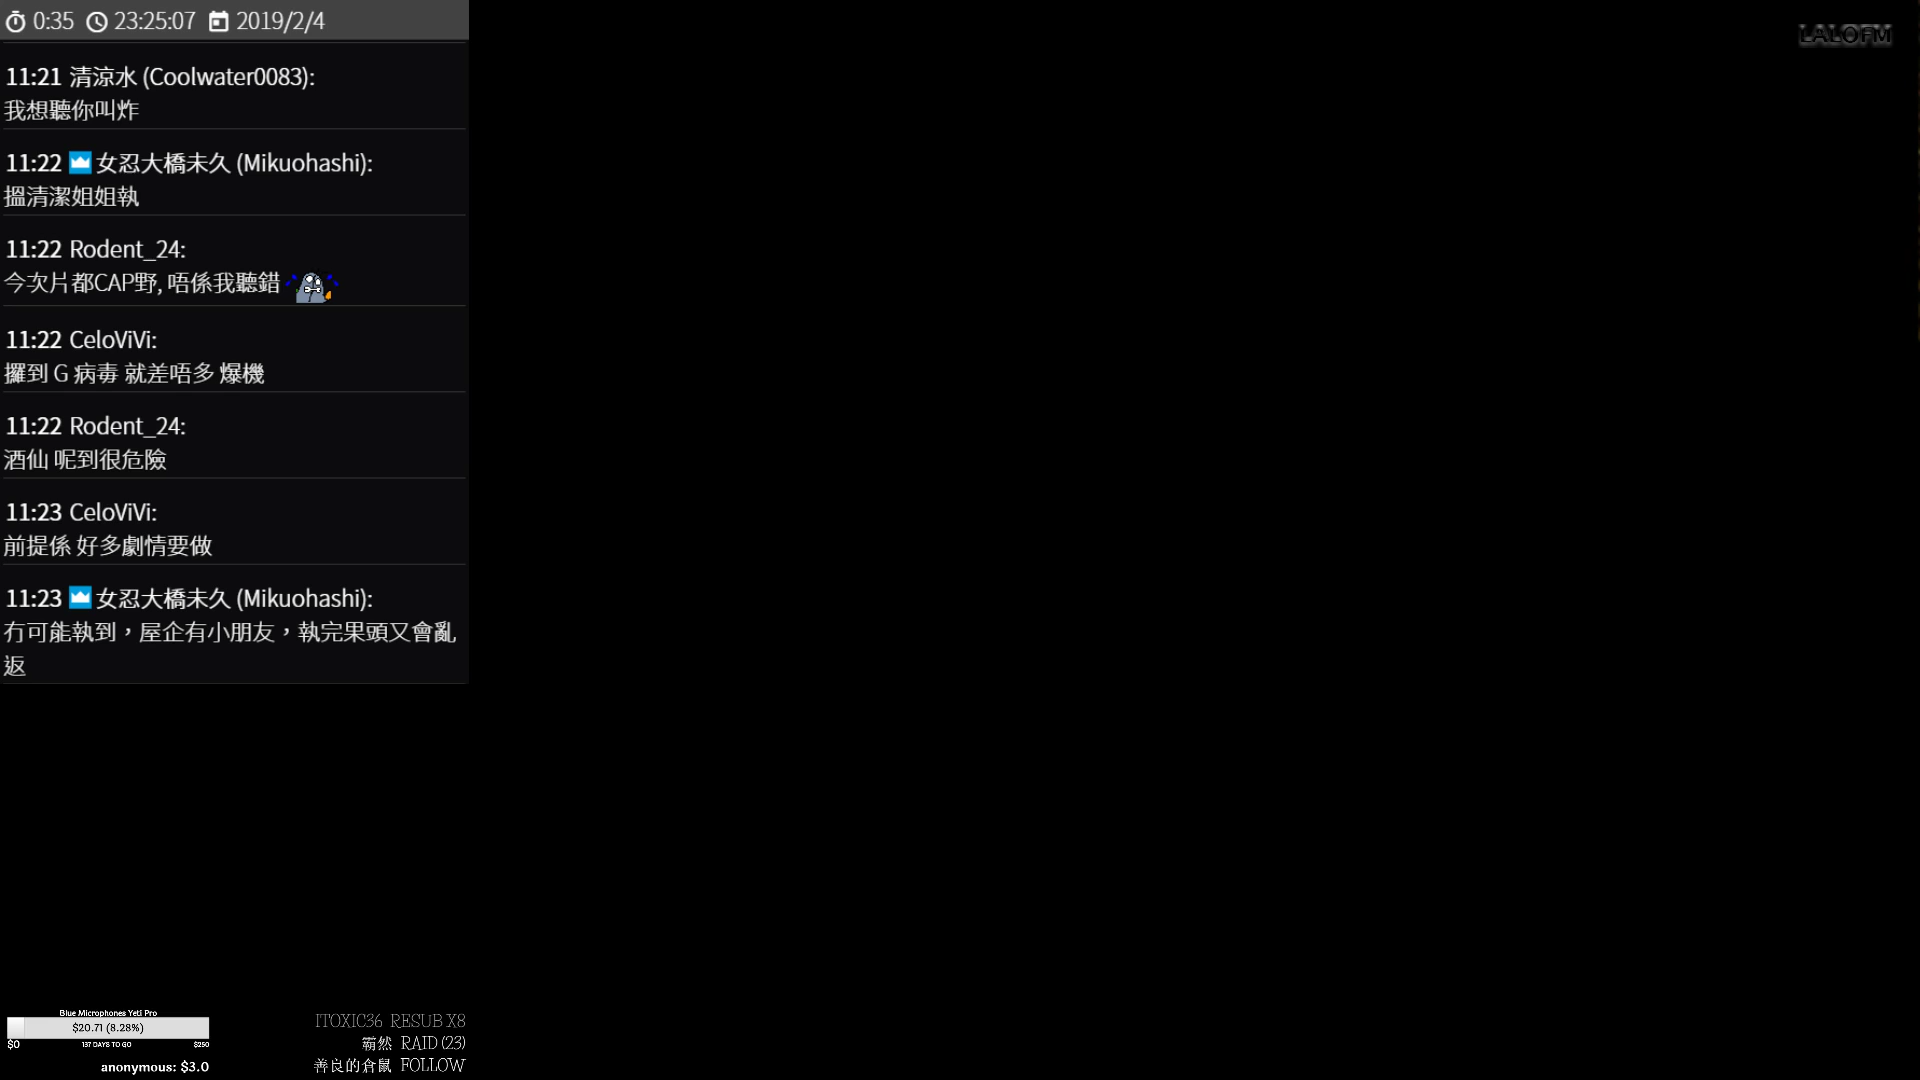 0:35 23:25:07 2019/2/4
LALOFM
11:21 清涼水 (Coolwater0083):
我想聽你叫炸
11:22 女忍大橋未久 (Mikuohashi):
搵清潔姐姐執
11:22 Rodent_24:
今次片都CAP野, 唔係我聽錯
11:22 CeloViVi:
攞到 G 病毒 就差唔多 爆機
11:22 Rodent_24:
酒仙 呢到很危險
11:23 CeloViVi:
前提係 好多劇情要做
11:23 女忍大橋未久 (Mikuohashi):
冇可能執到，屋企有小朋友，執完果頭又會亂
返
Blue Microphones Yeti Pro
$20.71 (8.28%)
$0 137 DAYS TO GO $250
anonymous: $3.0
ITOXIC36 RESUB X8
霸然 RAID (23)
善良的倉鼠 FOLLOW